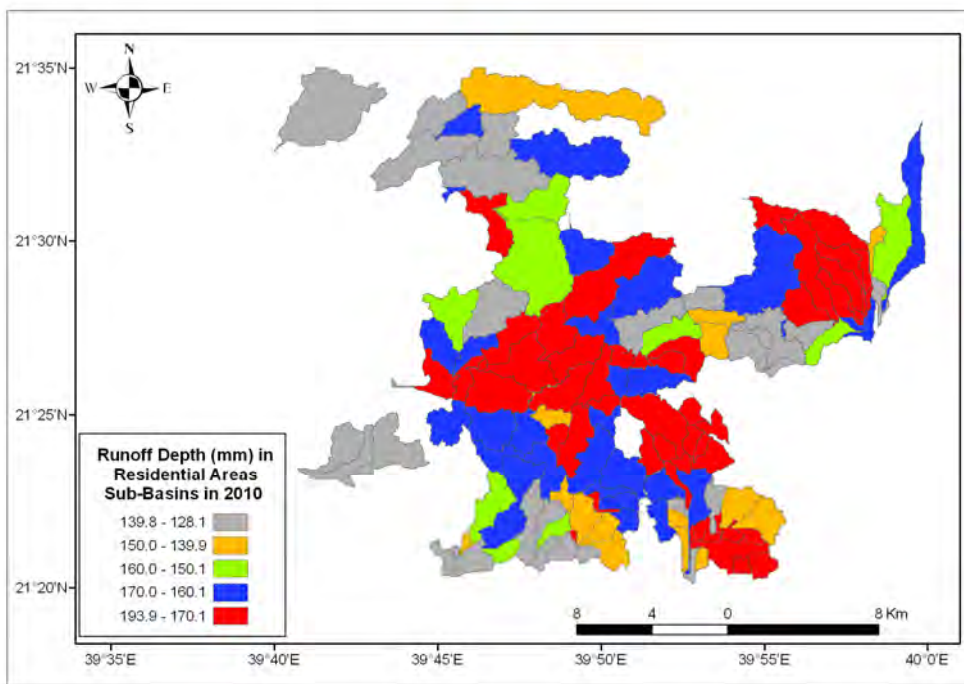 N
W E
S
21°35'N
21°30'N
21°25'N
21°20'N
Runoff Depth (mm) in
Residential Areas
Sub-Basins in 2010
139.8 - 128.1
150.0 - 139.9
160.0 - 150.1
170.0 - 160.1
193.9 - 170.1
8 4 0 8 Km
39°35'E 39°40'E 39°45'E 39°50'E 39°55'E 40°0'E